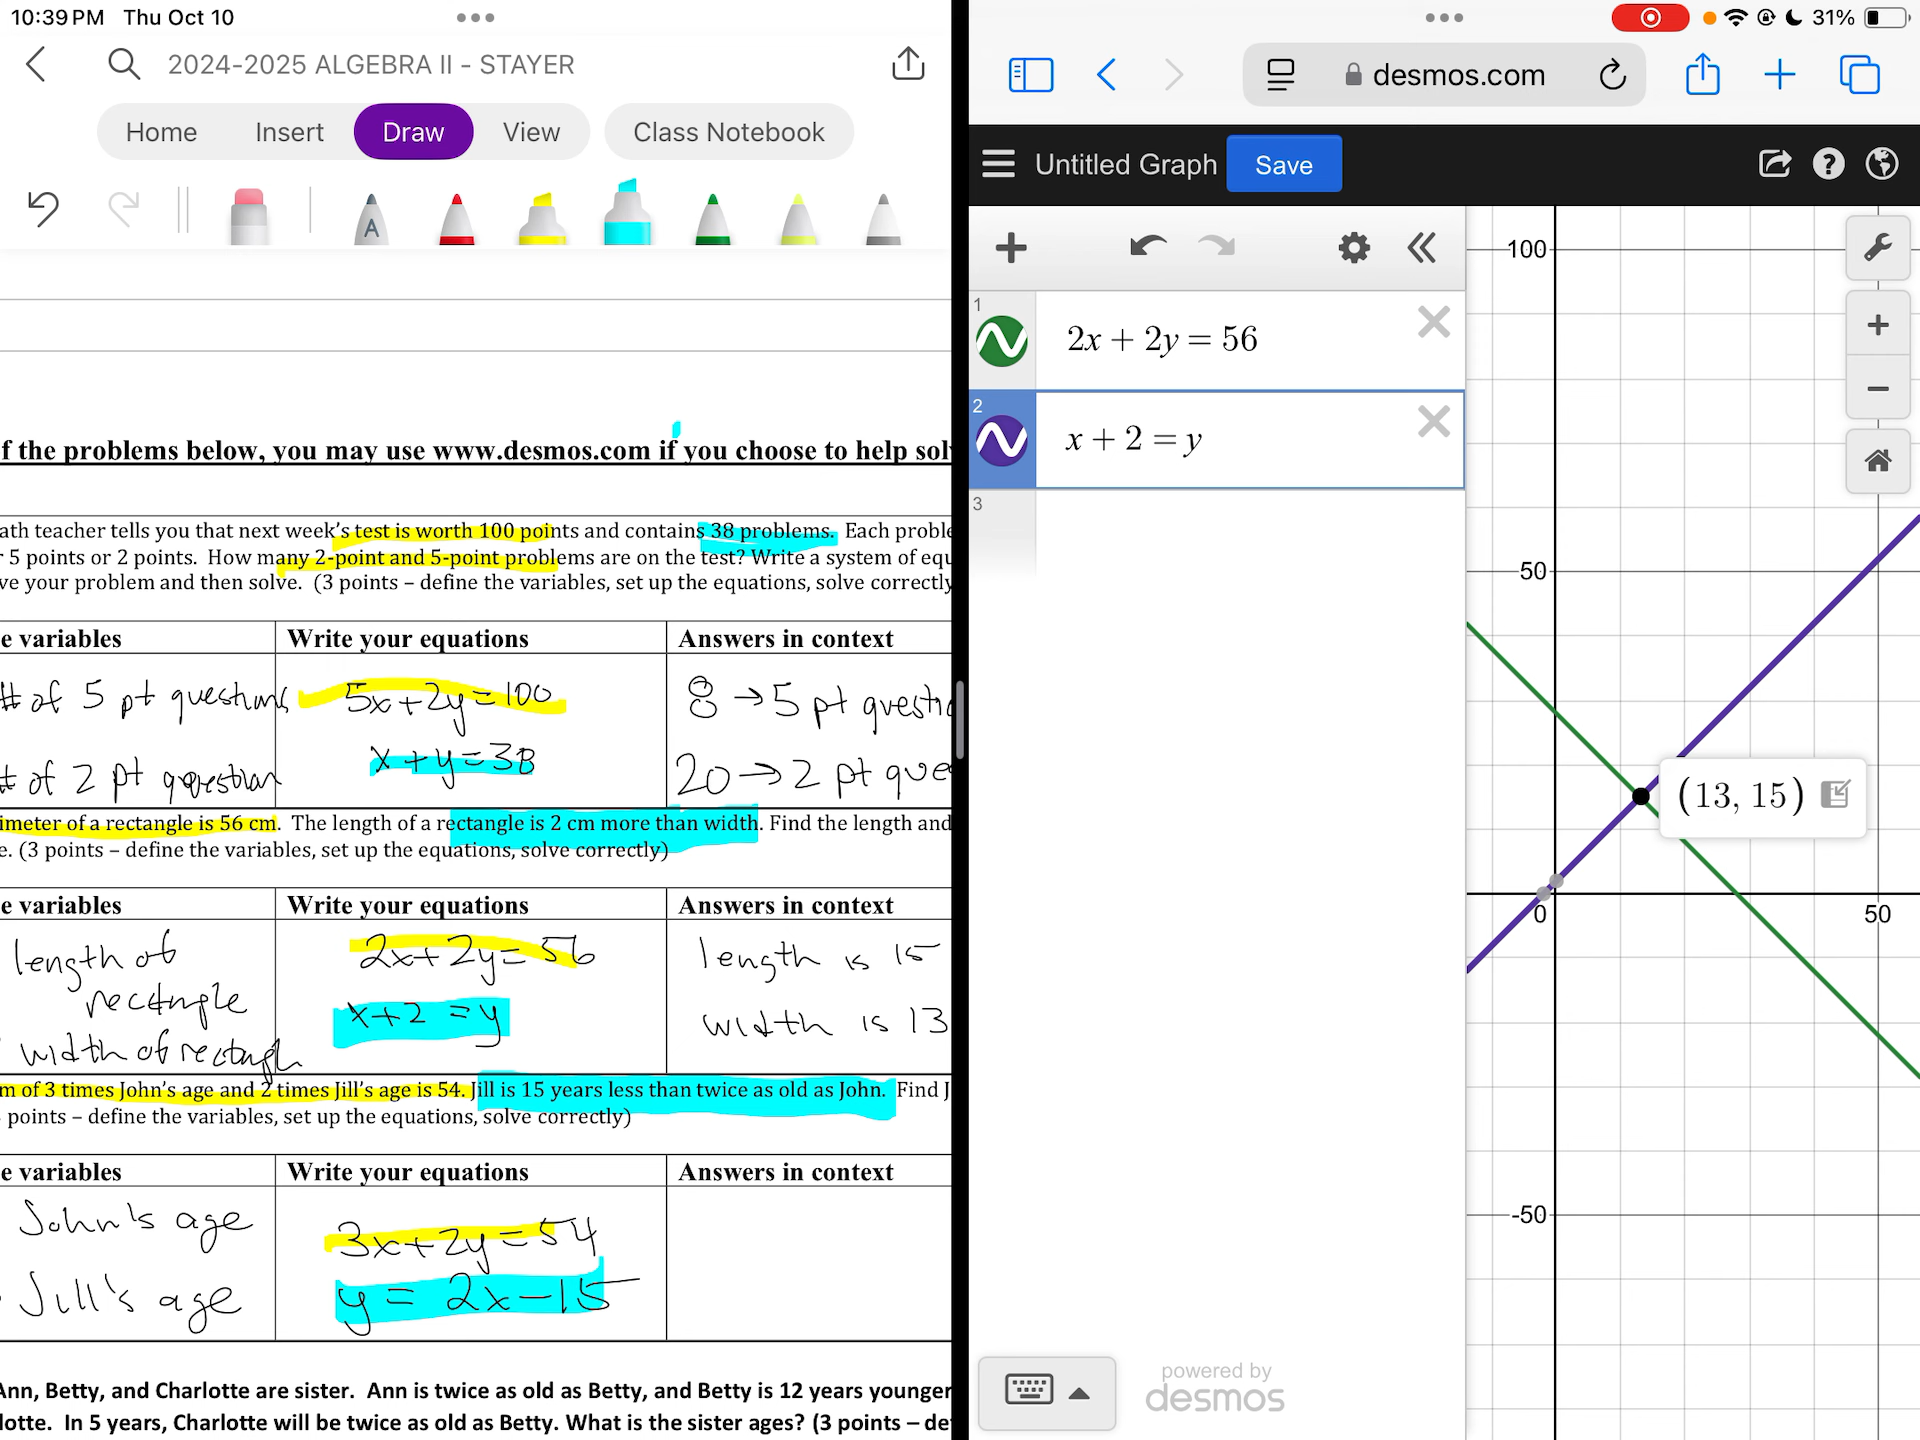 10:39 PM Thu Oct 10
2024-2025 ALGEBRA II - STAYER
Home Insert Draw View Class Notebook
A
f the problems below, you may use www.desmos.com if you choose to help sol
ath teacher tells you that next week's test is worth 100 points and contains 38 problems. Each proble
r 5 points or 2 points. How many 2-point and 5-point problems are on the test? Write a system of equ
ve your problem and then solve. (3 points – define the variables, set up the equations, solve correctly
e variables Write your equations Answers in context
# of 5 pt questions 5x+2y=100 8 → 5 pt questio
# of 2 pt question x+y=38 20 → 2 pt que
imeter of a rectangle is 56 cm. The length of a rectangle is 2 cm more than width. Find the length and
e. (3 points – define the variables, set up the equations, solve correctly)
e variables Write your equations Answers in context
length of rectangle 2x+2y=56 length is 15
width of rectangle x+2=y width is 13
m of 3 times John's age and 2 times Jill's age is 54. Jill is 15 years less than twice as old as John. Find J
points – define the variables, set up the equations, solve correctly)
e variables Write your equations Answers in context
John's age 3x+2y=54
Jill's age y = 2x-15
Ann, Betty, and Charlotte are sister. Ann is twice as old as Betty, and Betty is 12 years younger
lotte. In 5 years, Charlotte will be twice as old as Betty. What is the sister ages? (3 points – de
31%
desmos.com
Untitled Graph Save
1
2x + 2y = 56
2
x + 2 = y
3
100
50
(13, 15)
0
50
-50
powered by
desmos